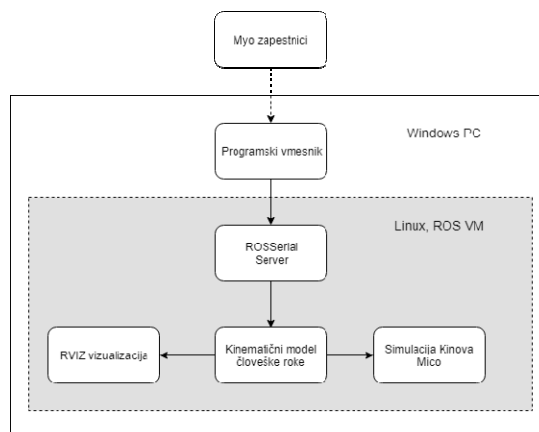 Myo zapestnici
Windows PC
Programski vmesnik
Linux, ROS VM
ROSSerial
Server
RVIZ vizualizacija
Kinematični model
človeške roke
Simulacija Kinova
Mico